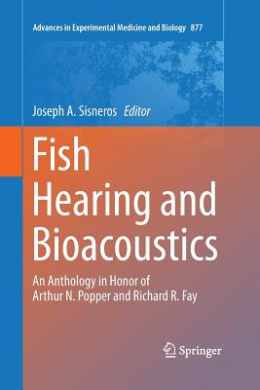 Advances in Experimental Medicine and Biology 877
Joseph A. Sisneros Editor
Fish
Hearing and
Bioacoustics
An Anthology in Honor of
Arthur N. Popper and Richard R. Fay
Springer